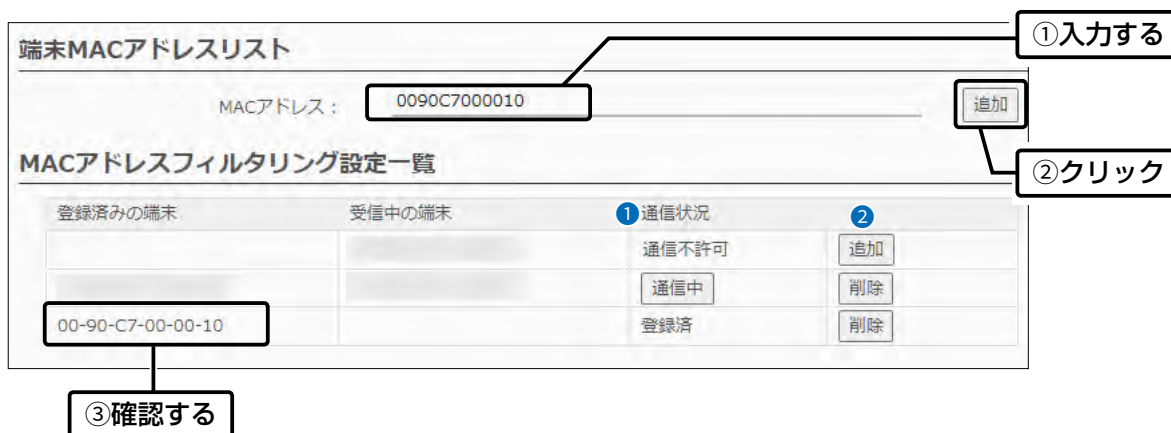 端末MACアドレスリスト
①入力する
MACアドレス： 0090C7000010 追加
②クリック
MACアドレスフィルタリング設定一覧
登録済みの端末 受信中の端末 ❶通信状況 ❷
通信不許可 追加
通信中 削除
00-90-C7-00-00-10 登録済 削除
③確認する